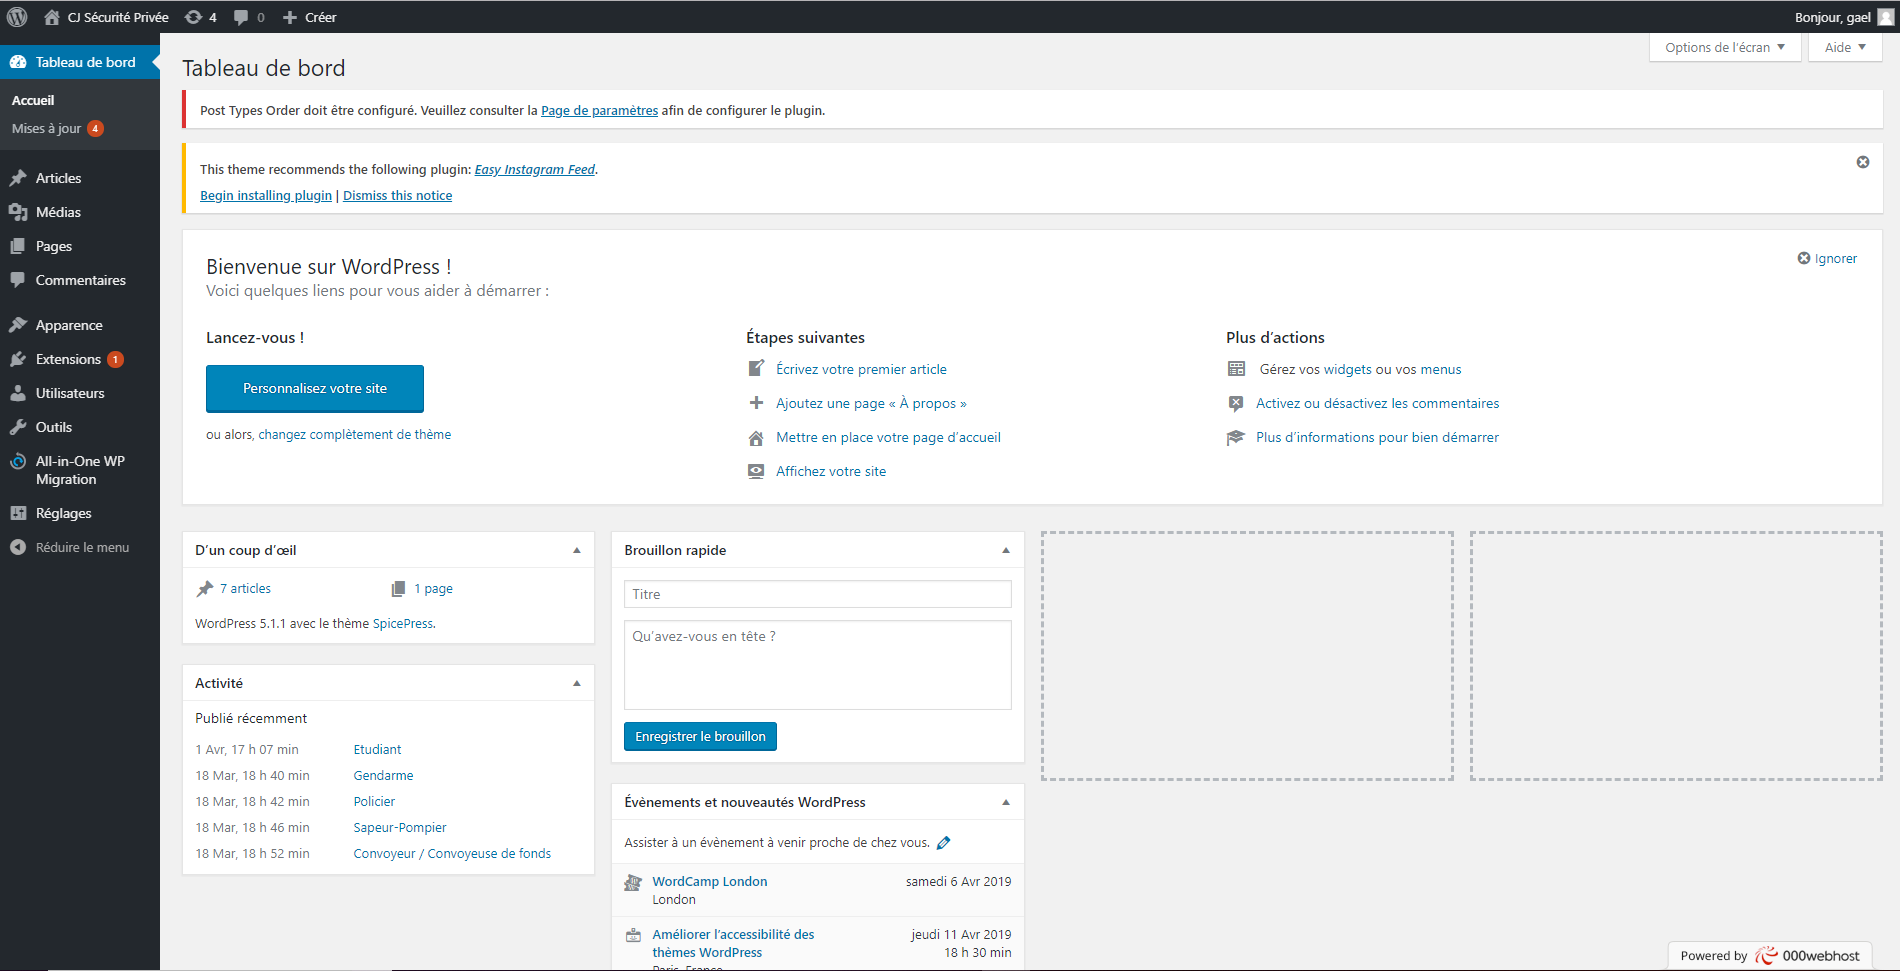 CJ Sécurité Privée 4 0 Créer Bonjour, gael
Tableau de bord
Accueil
Mises à jour 4
Articles
Médias
Pages
Commentaires
Apparence
Extensions 1
Utilisateurs
Outils
All-in-One WP
Migration
Réglages
Réduire le menu
Options de l'écran Aide
Tableau de bord
Post Types Order doit être configuré. Veuillez consulter la Page de paramètres afin de configurer le plugin.
This theme recommends the following plugin: Easy Instagram Feed.
Begin installing plugin | Dismiss this notice
Bienvenue sur WordPress !
Ignorer
Voici quelques liens pour vous aider à démarrer :
Lancez-vous !
Personnalisez votre site
ou alors, changez complètement de thème
Étapes suivantes
Écrivez votre premier article
Ajoutez une page « À propos »
Mettre en place votre page d’accueil
Affichez votre site
Plus d’actions
Gérez vos widgets ou vos menus
Activez ou désactivez les commentaires
Plus d’informations pour bien démarrer
D’un coup d’œil
7 articles 1 page
WordPress 5.1.1 avec le thème SpicePress.
Activité
Publié récemment
1 Avr, 17 h 07 min Etudiant
18 Mar, 18 h 40 min Gendarme
18 Mar, 18 h 42 min Policier
18 Mar, 18 h 46 min Sapeur-Pompier
18 Mar, 18 h 52 min Convoyeur / Convoyeuse de fonds
Brouillon rapide
Titre
Qu’avez-vous en tête ?
Enregistrer le brouillon
Évènements et nouveautés WordPress
Assister à un évènement à venir proche de chez vous.
WordCamp London samedi 6 Avr 2019
London
Améliorer l’accessibilité des jeudi 11 Avr 2019
thèmes WordPress 18 h 30 min
Paris, France
Powered by 000webhost